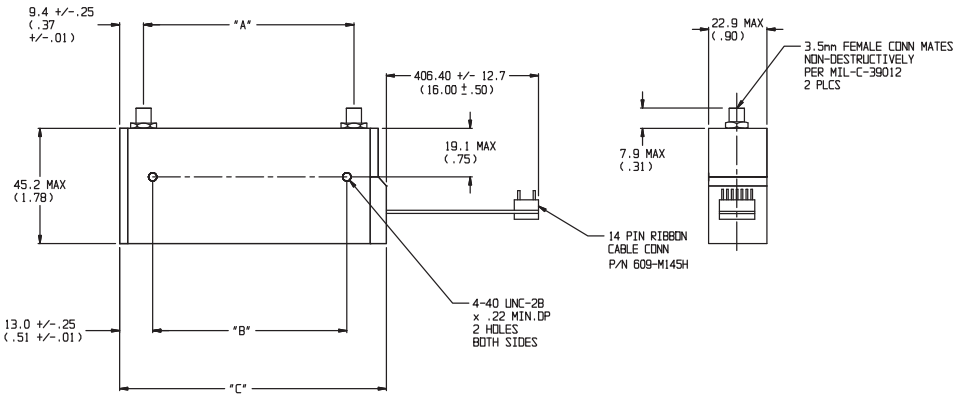 9.4 +/-.25
(.37
+/-.01)
"A"
22.9 MAX
(.90)
3.5mm FEMALE CONN MATES
NON-DESTRUCTIVELY
PER MIL-C-39012
2 PLCS
406.40 +/- 12.7
(16.00 ± .50)
19.1 MAX
(.75)
7.9 MAX
(.31)
45.2 MAX
(1.78)
14 PIN RIBBON
CABLE CONN
P/N 609-M145H
4-40 UNC-2B
x .22 MIN.DP
2 HOLES
BOTH SIDES
13.0 +/-.25
(.51 +/-.01)
"B"
"C"